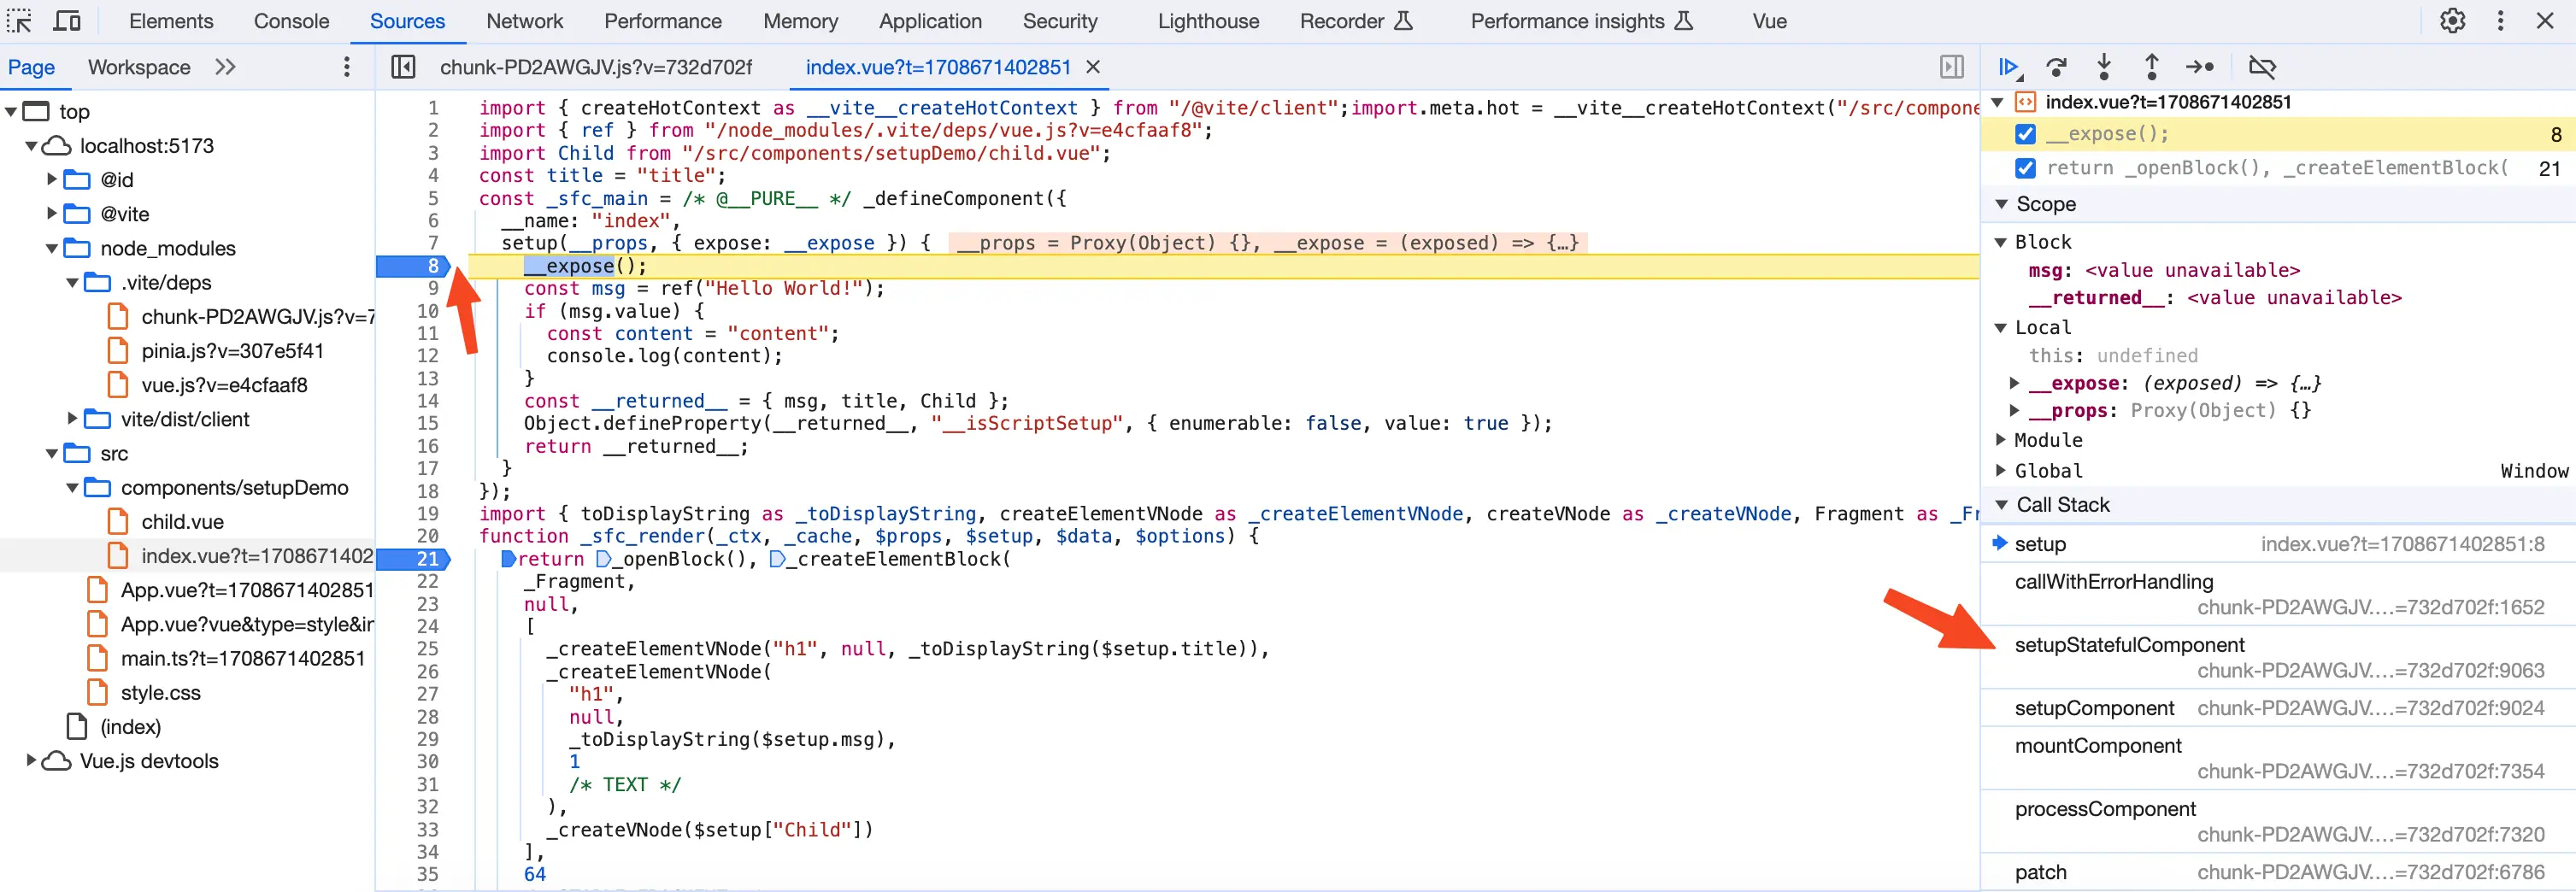 Elements Console Sources Network Performance Memory Application Security Lighthouse Recorder Performance insights Vue
Page Workspace
top
localhost:5173
@id
@vite
node_modules
.vite/deps
chunk-PD2AWGJV.js?v=7
pinia.js?v=307e5f41
vue.js?v=e4cfaaf8
vite/dist/client
src
components/setupDemo
child.vue
index.vue?t=1708671402
App.vue?t=1708671402851
App.vue?vue&type=style&ir
main.ts?t=1708671402851
style.css
(index)
Vue.js devtools
chunk-PD2AWGJV.js?v=732d702f index.vue?t=1708671402851
1 import { createHotContext as __vite__createHotContext } from "/@vite/client";import.meta.hot = __vite__createHotContext("/src/compone
2 import { ref } from "/node_modules/.vite/deps/vue.js?v=e4cfaaf8";
3 import Child from "/src/components/setupDemo/child.vue";
4 const title = "title";
5 const _sfc_main = /* @__PURE__ */ _defineComponent({
6 __name: "index",
7 setup(__props, { expose: __expose }) { __props = Proxy(Object) {}, __expose = (exposed) => {…}
8 __expose();
9 const msg = ref("Hello World!");
10 if (msg.value) {
11 const content = "content";
12 console.log(content);
13 }
14 const __returned__ = { msg, title, Child };
15 Object.defineProperty(__returned__, "__isScriptSetup", { enumerable: false, value: true });
16 return __returned__;
17 }
18 });
19 import { toDisplayString as _toDisplayString, createElementVNode as _createElementVNode, createVNode as _createVNode, Fragment as _Fr
20 function _sfc_render(_ctx, _cache, $props, $setup, $data, $options) {
21 return _openBlock(), _createElementBlock(
22 _Fragment,
23 null,
24 [
25 _createElementVNode("h1", null, _toDisplayString($setup.title)),
26 _createElementVNode(
27 "h1",
28 null,
29 _toDisplayString($setup.msg),
30 1
31 /* TEXT */
32 ),
33 _createVNode($setup["Child"])
34 ],
35 64
index.vue?t=1708671402851
__expose(); 8
return _openBlock(), _createElementBlock( 21
Scope
Block
msg: <value unavailable>
__returned__: <value unavailable>
Local
this: undefined
__expose: (exposed) => {…}
__props: Proxy(Object) {}
Module
Global Window
Call Stack
setup index.vue?t=1708671402851:8
callWithErrorHandling
chunk-PD2AWGJV.…=732d702f:1652
setupStatefulComponent
chunk-PD2AWGJV.…=732d702f:9063
setupComponent chunk-PD2AWGJV.…=732d702f:9024
mountComponent
chunk-PD2AWGJV.…=732d702f:7354
processComponent
chunk-PD2AWGJV.…=732d702f:7320
patch chunk-PD2AWGJV.…=732d702f:6786